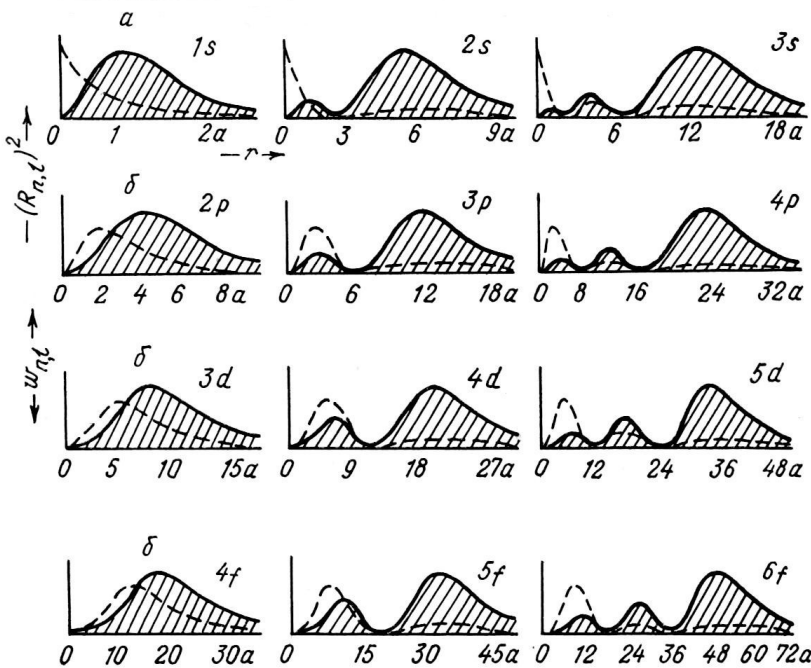 а
1s 2s 3s
0 1 2a 0 3 6 9a 0 6 12 18a
— r →
— (R_{n,l})² →
б
2p 3p 4p
0 2 4 6 8a 0 6 12 18a 0 8 16 24 32a
← w_{n,l} →
б
3d 4d 5d
0 5 10 15a 0 9 18 27a 0 12 24 36 48a
б
4f 5f 6f
0 10 20 30a 0 15 30 45a 0 12 24 36 48 60 72a